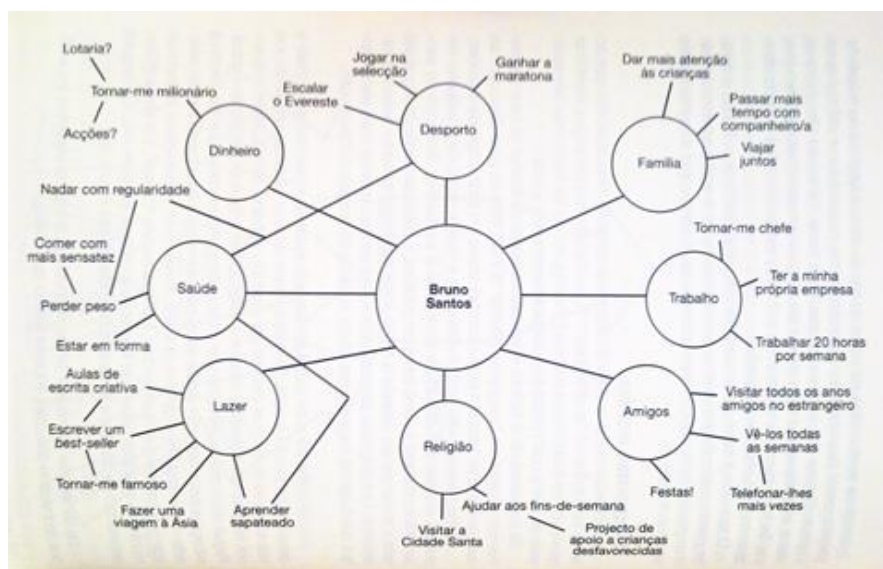 Lotaria?
Tornar-me milionário
Acções?
Dinheiro
Jogar na
selecção
Ganhar a
maratona
Escalar
o Evereste
Desporto
Dar mais atenção
às crianças
Passar mais
tempo com
companheiro/a
Viajar
juntos
Família
Nadar com regularidade
Comer com
mais sensatez
Perder peso
Estar em forma
Saúde
Bruno
Santos
Tornar-me chefe
Ter a minha
própria empresa
Trabalhar 20 horas
por semana
Trabalho
Aulas de
escrita criativa
Escrever um
best-seller
Tornar-me famoso
Fazer uma
viagem à Ásia
Aprender
sapateado
Lazer
Religião
Ajudar aos fins-de-semana
Visitar a
Cidade Santa
Projecto de
apoio a crianças
desfavorecidas
Amigos
Visitar todos os anos
amigos no estrangeiro
Vê-los todas
as semanas
Festas!
Telefonar-lhes
mais vezes